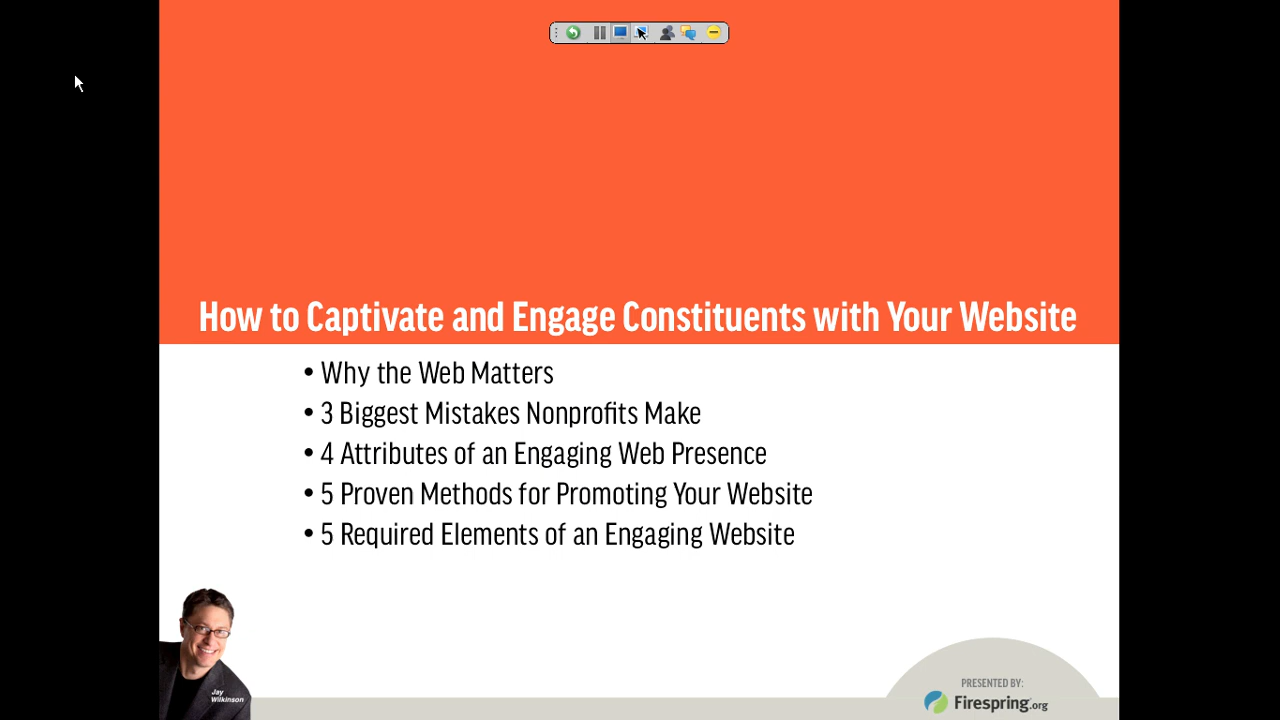 How to Captivate and Engage Constituents with Your Website
• Why the Web Matters
• 3 Biggest Mistakes Nonprofits Make
• 4 Attributes of an Engaging Web Presence
• 5 Proven Methods for Promoting Your Website
• 5 Required Elements of an Engaging Website
Jay
Wilkinson
PRESENTED BY:
Firespring.org